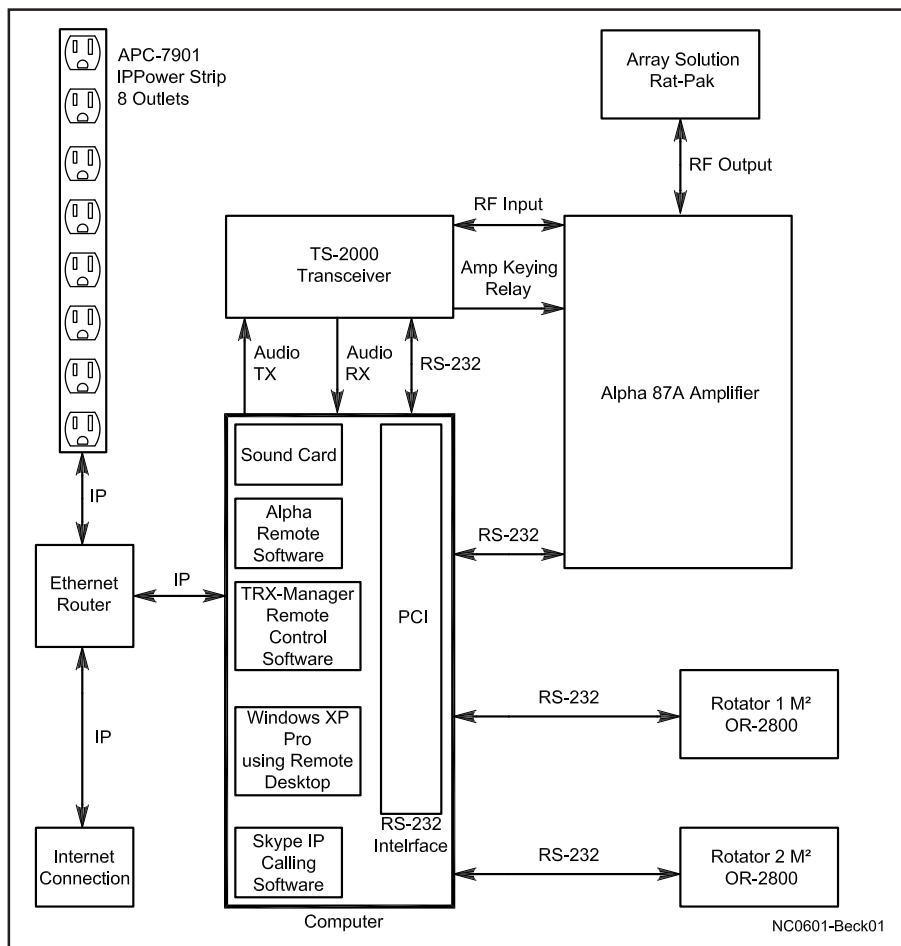 APC-7901
IPPower Strip
8 Outlets
Array Solution
Rat-Pak
RF Output
RF Input
TS-2000
Transceiver
Amp Keying
Relay
Audio
TX
Audio
RX
RS-232
Alpha 87A Amplifier
Sound Card
IP
Alpha
Remote
Software
RS-232
Ethernet
Router
IP
TRX-Manager
Remote
Control
Software
PCI
RS-232
Rotator 1 M²
OR-2800
IP
Windows XP
Pro
using Remote
Desktop
RS-232
Intelrface
Internet
Connection
Skype IP
Calling
Software
RS-232
Rotator 2 M²
OR-2800
Computer
NC0601-Beck01